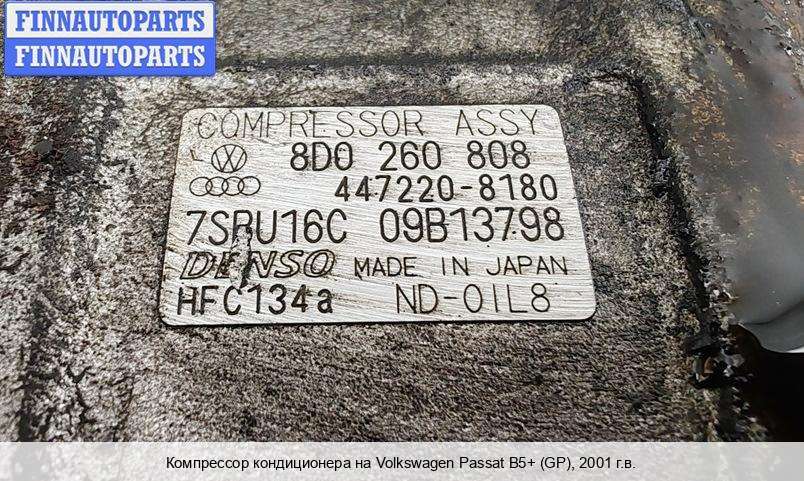 FINNAUTOPARTS
FINNAUTOPARTS
COMPRESSOR ASSY
8D0 260 808
447220-8180
7SBU16C 09B13798
DENSO MADE IN JAPAN
HFC134a ND-OIL8
Компрессор кондиционера на Volkswagen Passat B5+ (GP), 2001 г.в.